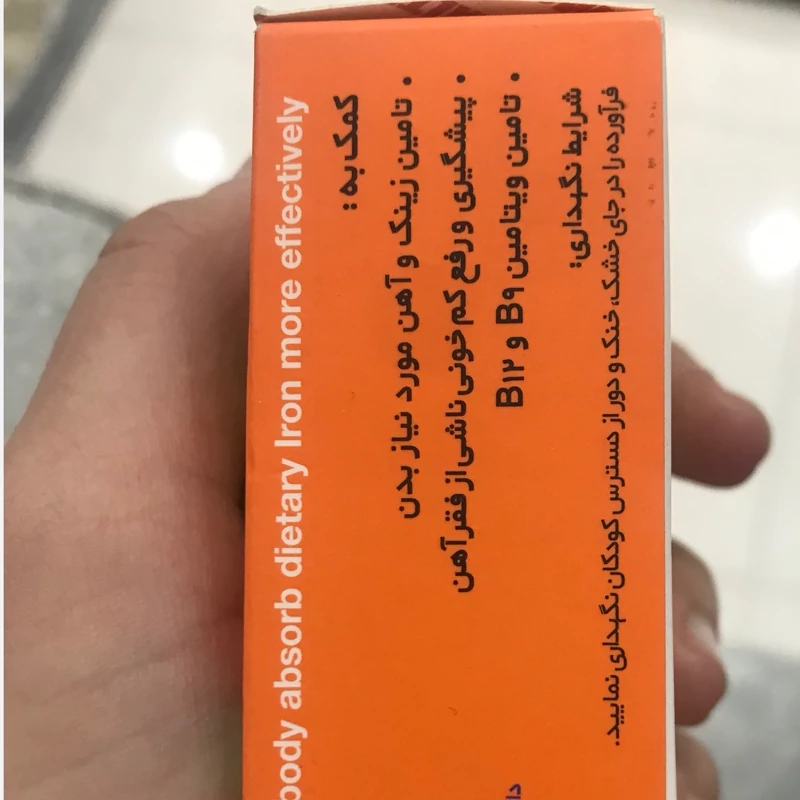 body absorb dietary Iron more effectively
کمک به :
• تامین زینک و آهن مورد نیاز بدن
• پیشگیری و رفع کم خونی ناشی از فقر آهن
• تامین ویتامین B۹ و B۱۲
شرایط نگهداری:
فرآورده را در جای خشک، خنک و دور از دسترس کودکان نگهداری نمایید.